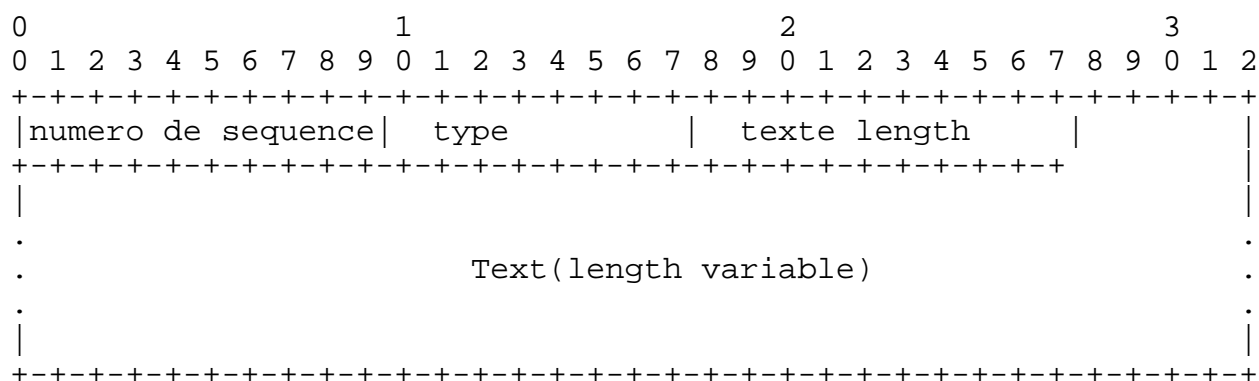 0                   1                   2                   3
0 1 2 3 4 5 6 7 8 9 0 1 2 3 4 5 6 7 8 9 0 1 2 3 4 5 6 7 8 9 0 1 2
+-+-+-+-+-+-+-+-+-+-+-+-+-+-+-+-+-+-+-+-+-+-+-+-+-+-+-+-+-+-+-+-+
|numero de sequence|  type         |  texte length     |        |
+-+-+-+-+-+-+-+-+-+-+-+-+-+-+-+-+-+-+-+-+-+-+-+-+-+-+-+         |
|                                                               |
.                                                               .
.                       Text(length variable)                   .
.                                                               .
|                                                               |
+-+-+-+-+-+-+-+-+-+-+-+-+-+-+-+-+-+-+-+-+-+-+-+-+-+-+-+-+-+-+-+-+